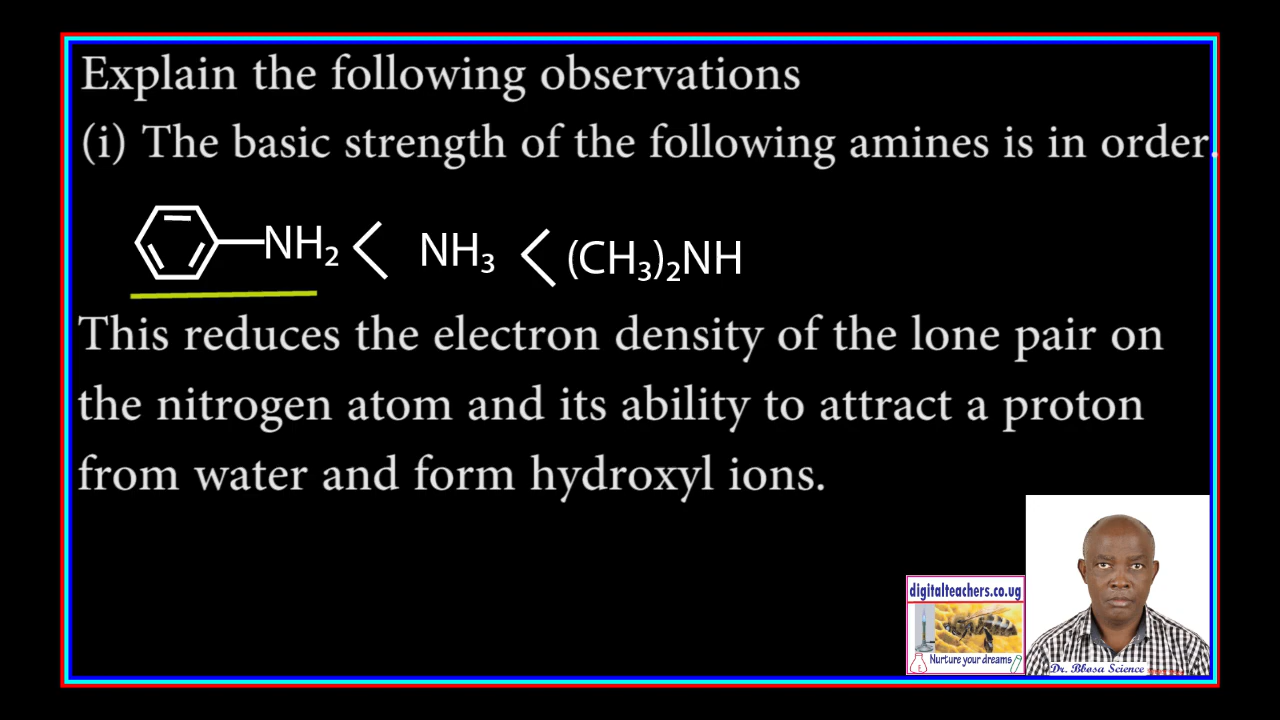 Explain the following observations
(i) The basic strength of the following amines is in order.
NH₂ < NH₃ < (CH₃)₂NH
This reduces the electron density of the lone pair on
the nitrogen atom and its ability to attract a proton
from water and form hydroxyl ions.
digitalteachers.co.ug
Nurture your dreams
Dr. Bbosa Science